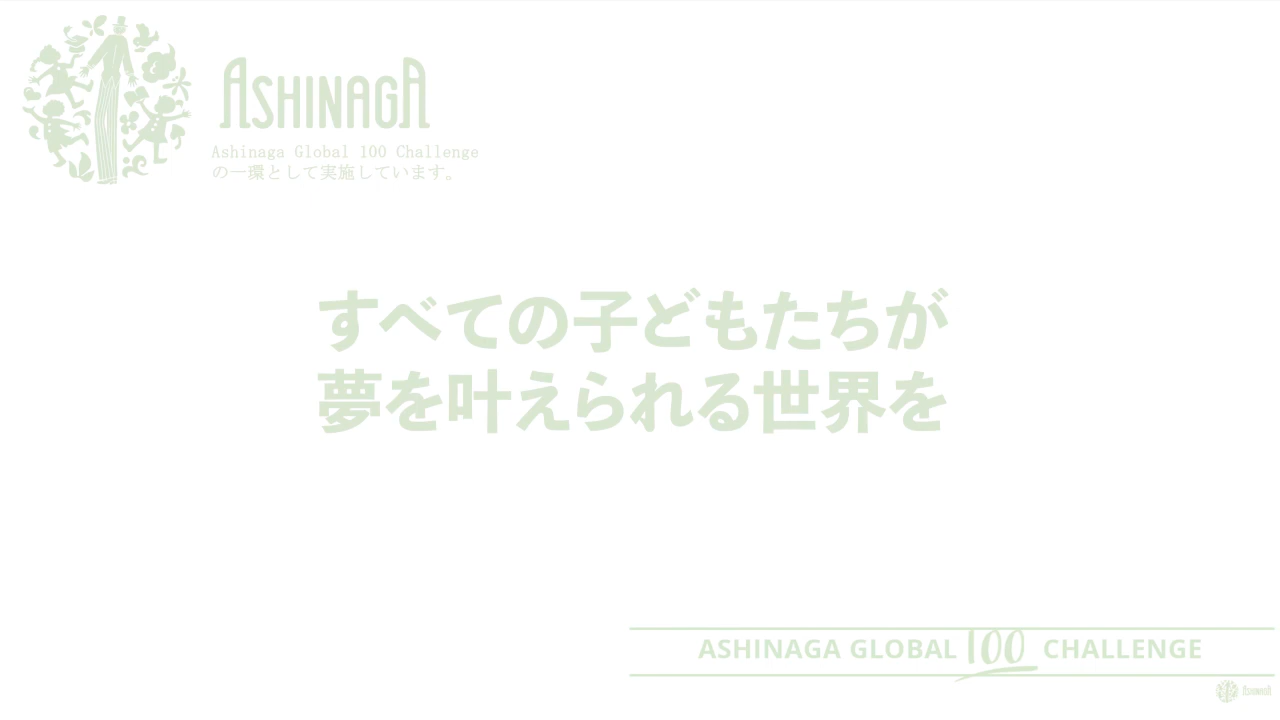 ASHINAGA
Ashinaga Global 100 Challenge
の一環として実施しています。
すべての子どもたちが
夢を叶えられる世界を
ASHINAGA GLOBAL 100 CHALLENGE
ASHINAGA